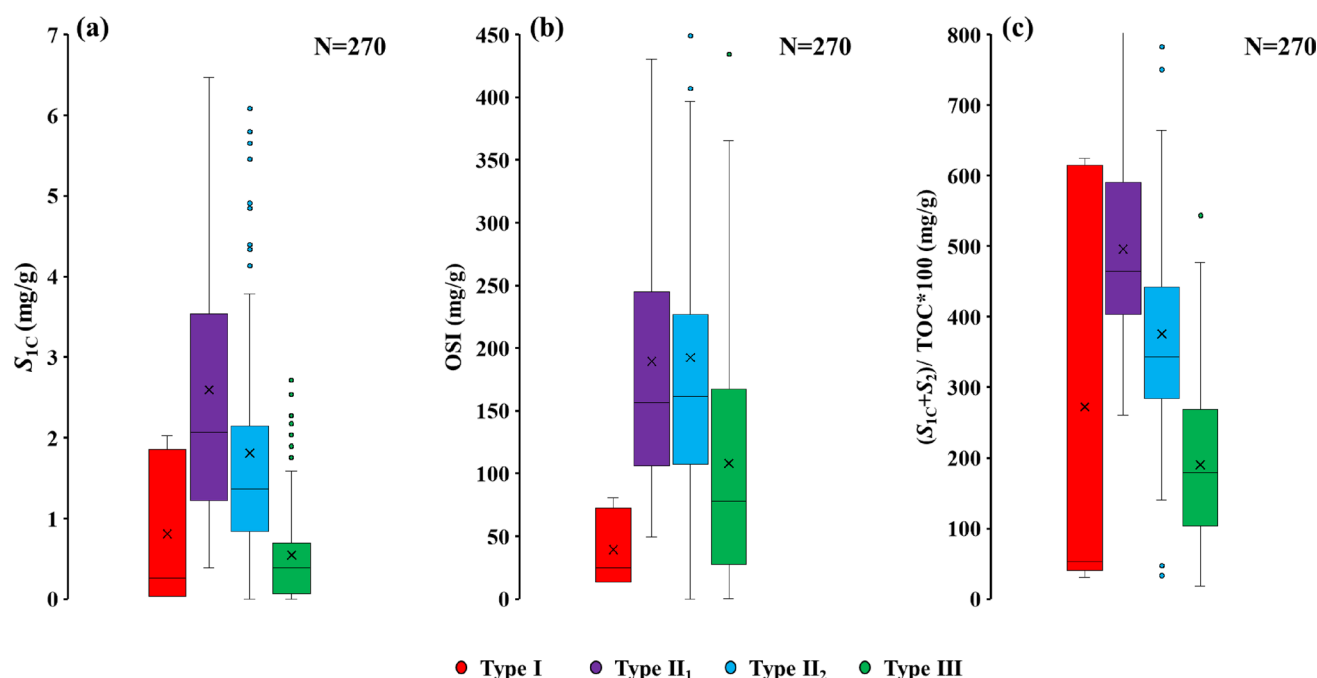 (a)
N=270
7
6
5
4
3
2
1
0
S₁C (mg/g)
(b)
N=270
450
400
350
300
250
200
150
100
50
0
OSI (mg/g)
(c)
N=270
800
700
600
500
400
300
200
100
0
(S₁C+S₂)/ TOC*100 (mg/g)
Type I
Type II₁
Type II₂
Type III